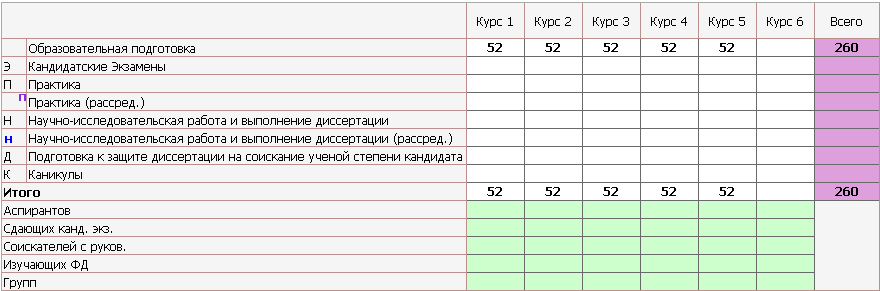 Курс 1 Курс 2 Курс 3 Курс 4 Курс 5 Курс 6 Всего
Образовательная подготовка 52 52 52 52 52 260
Э Кандидатские Экзамены
П Практика
п Практика (рассред.)
Н Научно-исследовательская работа и выполнение диссертации
н Научно-исследовательская работа и выполнение диссертации (рассред.)
Д Подготовка к защите диссертации на соискание ученой степени кандидата
К Каникулы
Итого 52 52 52 52 52 260
Аспирантов
Сдающих канд. экз.
Соискателей с руков.
Изучающих ФД
Групп